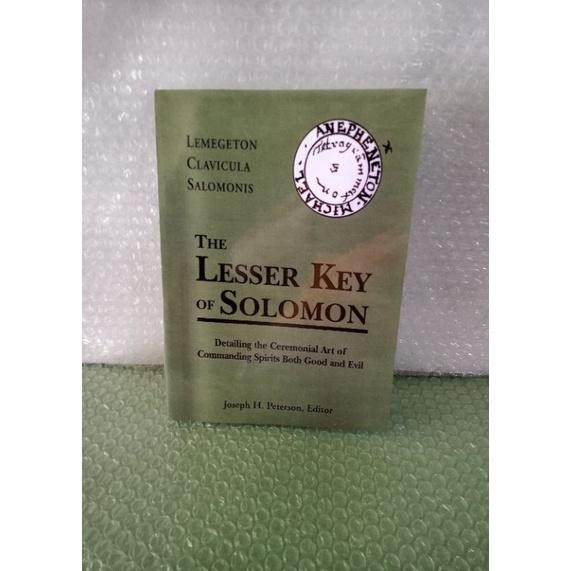 LEMEGETON
CLAVICULA
SALOMONIS
ANEPHENETON · MICHAEL ·
Tetragrammaton
THE
LESSER KEY
OF SOLOMON
Detailing the Ceremonial Art of
Commanding Spirits Both Good and Evil
Joseph H. Peterson, Editor